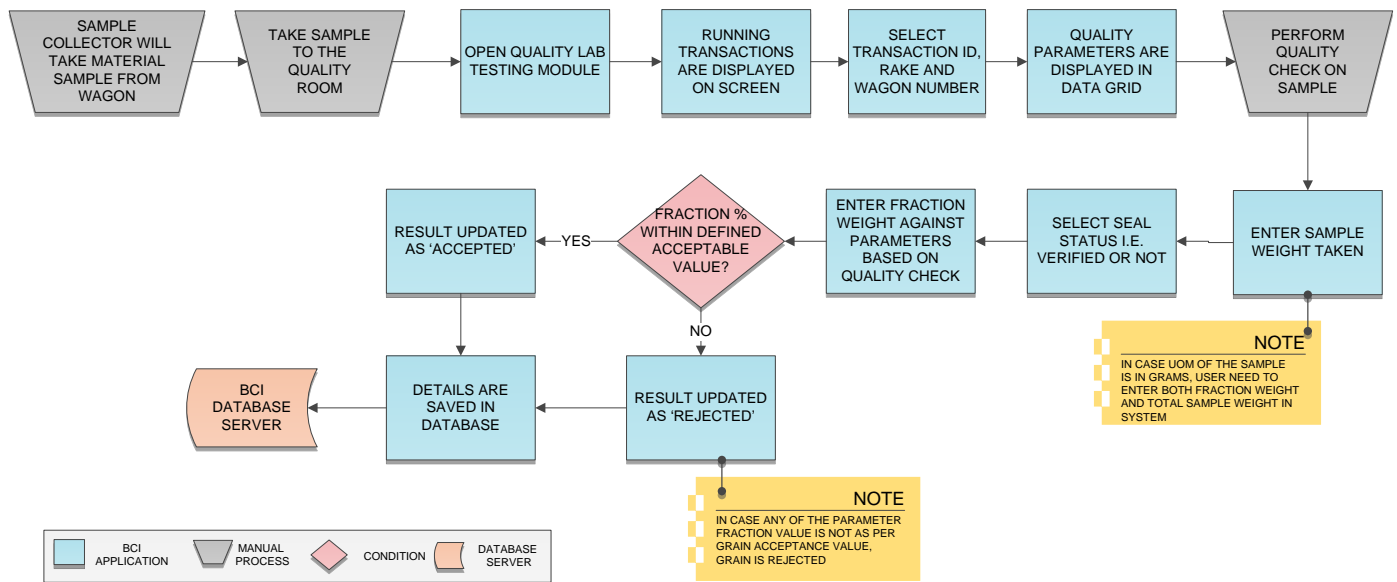 SAMPLE
COLLECTOR WILL
TAKE MATERIAL
SAMPLE FROM
WAGON
TAKE SAMPLE
TO THE
QUALITY
ROOM
OPEN QUALITY LAB
TESTING MODULE
RUNNING
TRANSACTIONS
ARE DISPLAYED
ON SCREEN
SELECT
TRANSACTION ID,
RAKE AND
WAGON NUMBER
QUALITY
PARAMETERS ARE
DISPLAYED IN
DATA GRID
PERFORM
QUALITY
CHECK ON
SAMPLE
ENTER SAMPLE
WEIGHT TAKEN
SELECT SEAL
STATUS I.E.
VERIFIED OR NOT
ENTER FRACTION
WEIGHT AGAINST
PARAMETERS
BASED ON
QUALITY CHECK
FRACTION %
WITHIN DEFINED
ACCEPTABLE
VALUE?
YES
RESULT UPDATED
AS ‘ACCEPTED’
NO
RESULT UPDATED
AS ‘REJECTED’
DETAILS ARE
SAVED IN
DATABASE
BCI
DATABASE
SERVER
NOTE
IN CASE UOM OF THE SAMPLE
IS IN GRAMS, USER NEED TO
ENTER BOTH FRACTION WEIGHT
AND TOTAL SAMPLE WEIGHT IN
SYSTEM
NOTE
IN CASE ANY OF THE PARAMETER
FRACTION VALUE IS NOT AS PER
GRAIN ACCEPTANCE VALUE,
GRAIN IS REJECTED
BCI
APPLICATION
MANUAL
PROCESS
CONDITION
DATABASE
SERVER